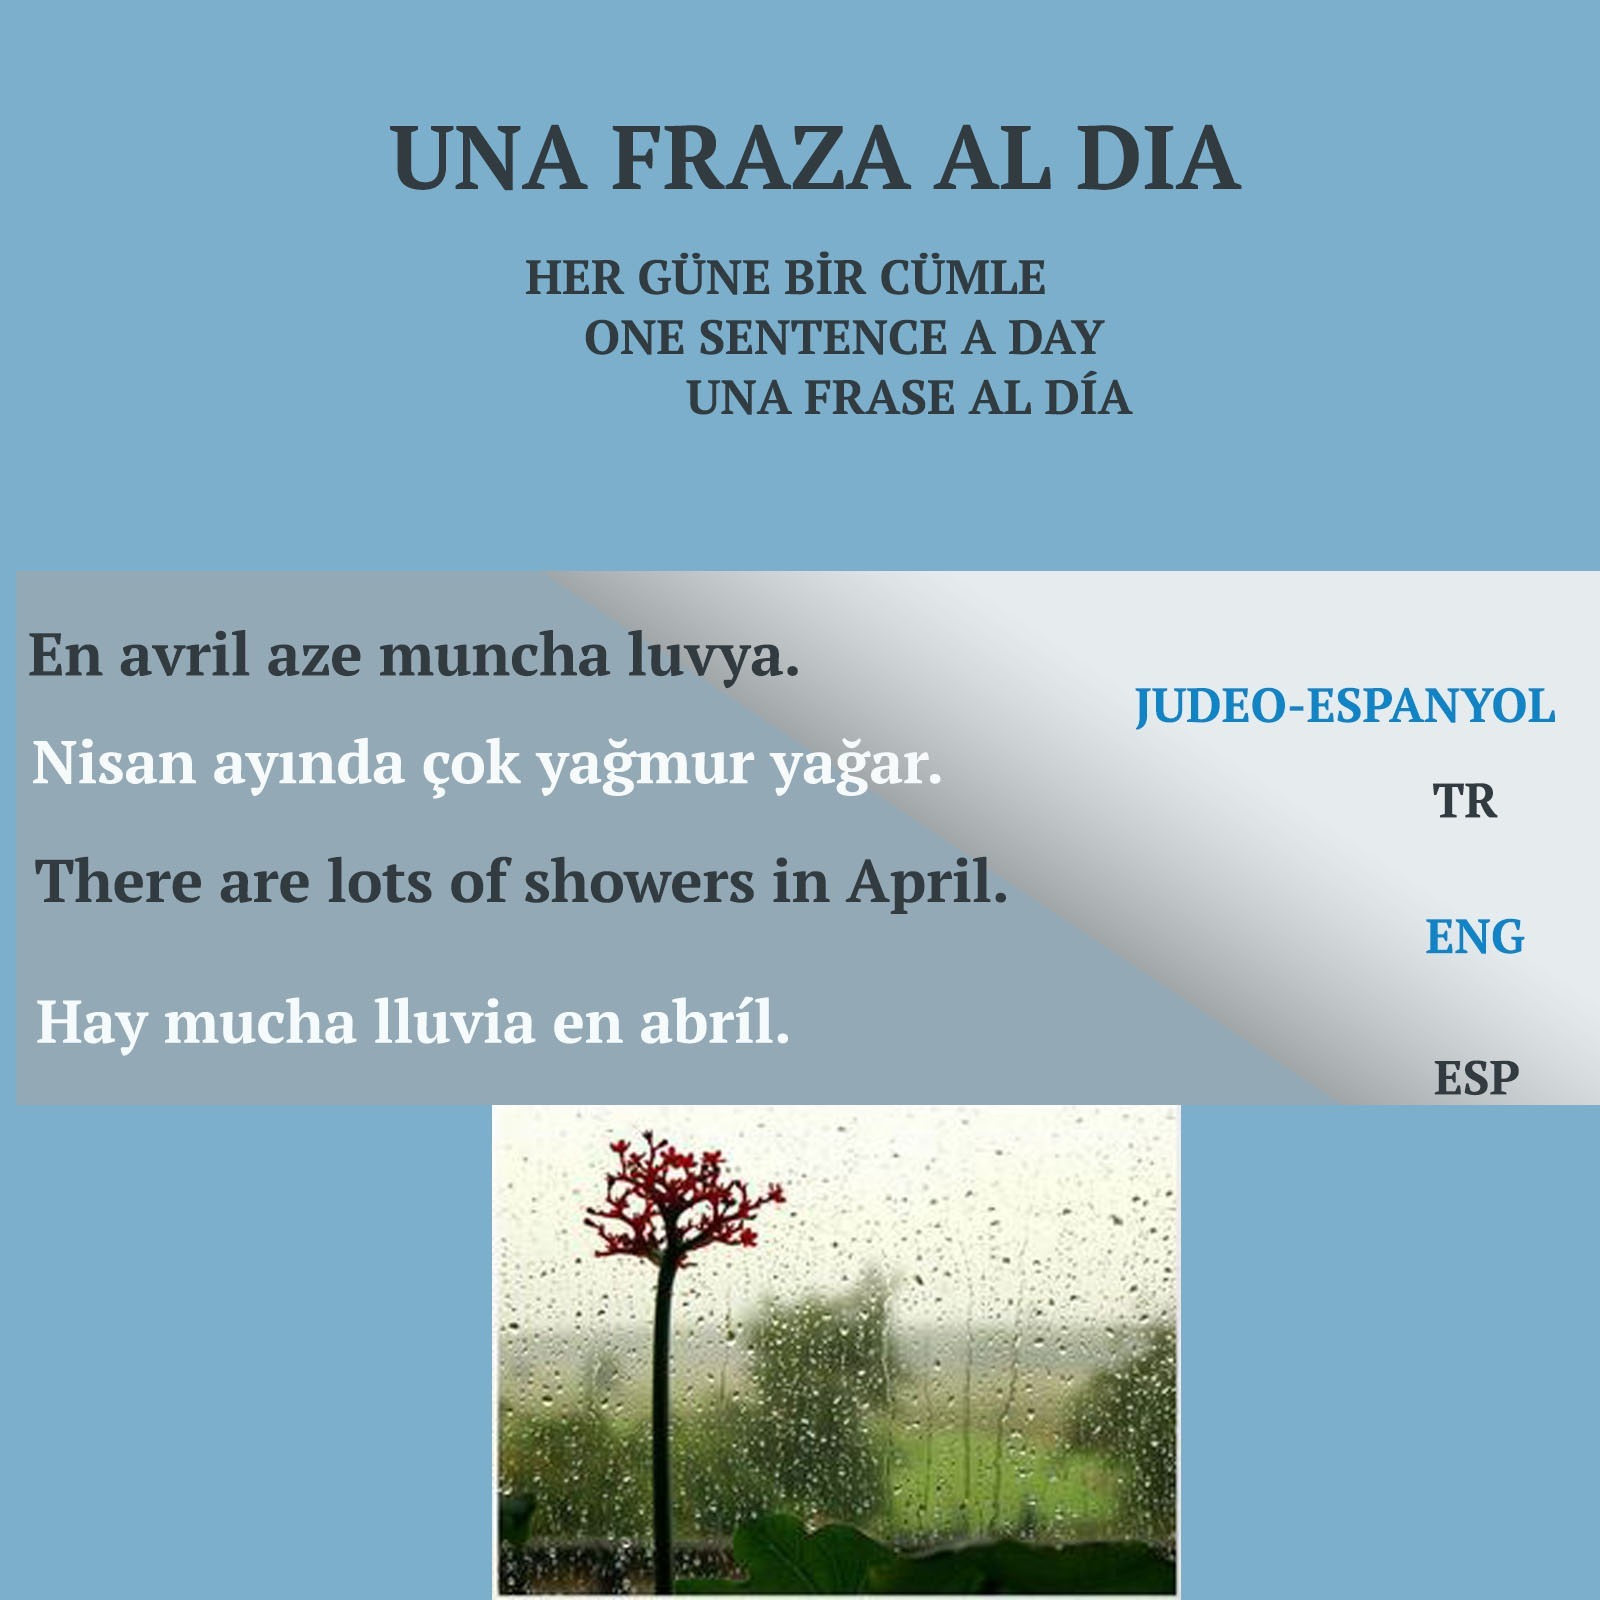 UNA FRAZA AL DIA
HER GÜNE BİR CÜMLE
ONE SENTENCE A DAY
UNA FRASE AL DÍA
En avril aze muncha luvya.
JUDEO-ESPANYOL
Nisan ayında çok yağmur yağar.
TR
There are lots of showers in April.
ENG
Hay mucha lluvia en abríl.
ESP